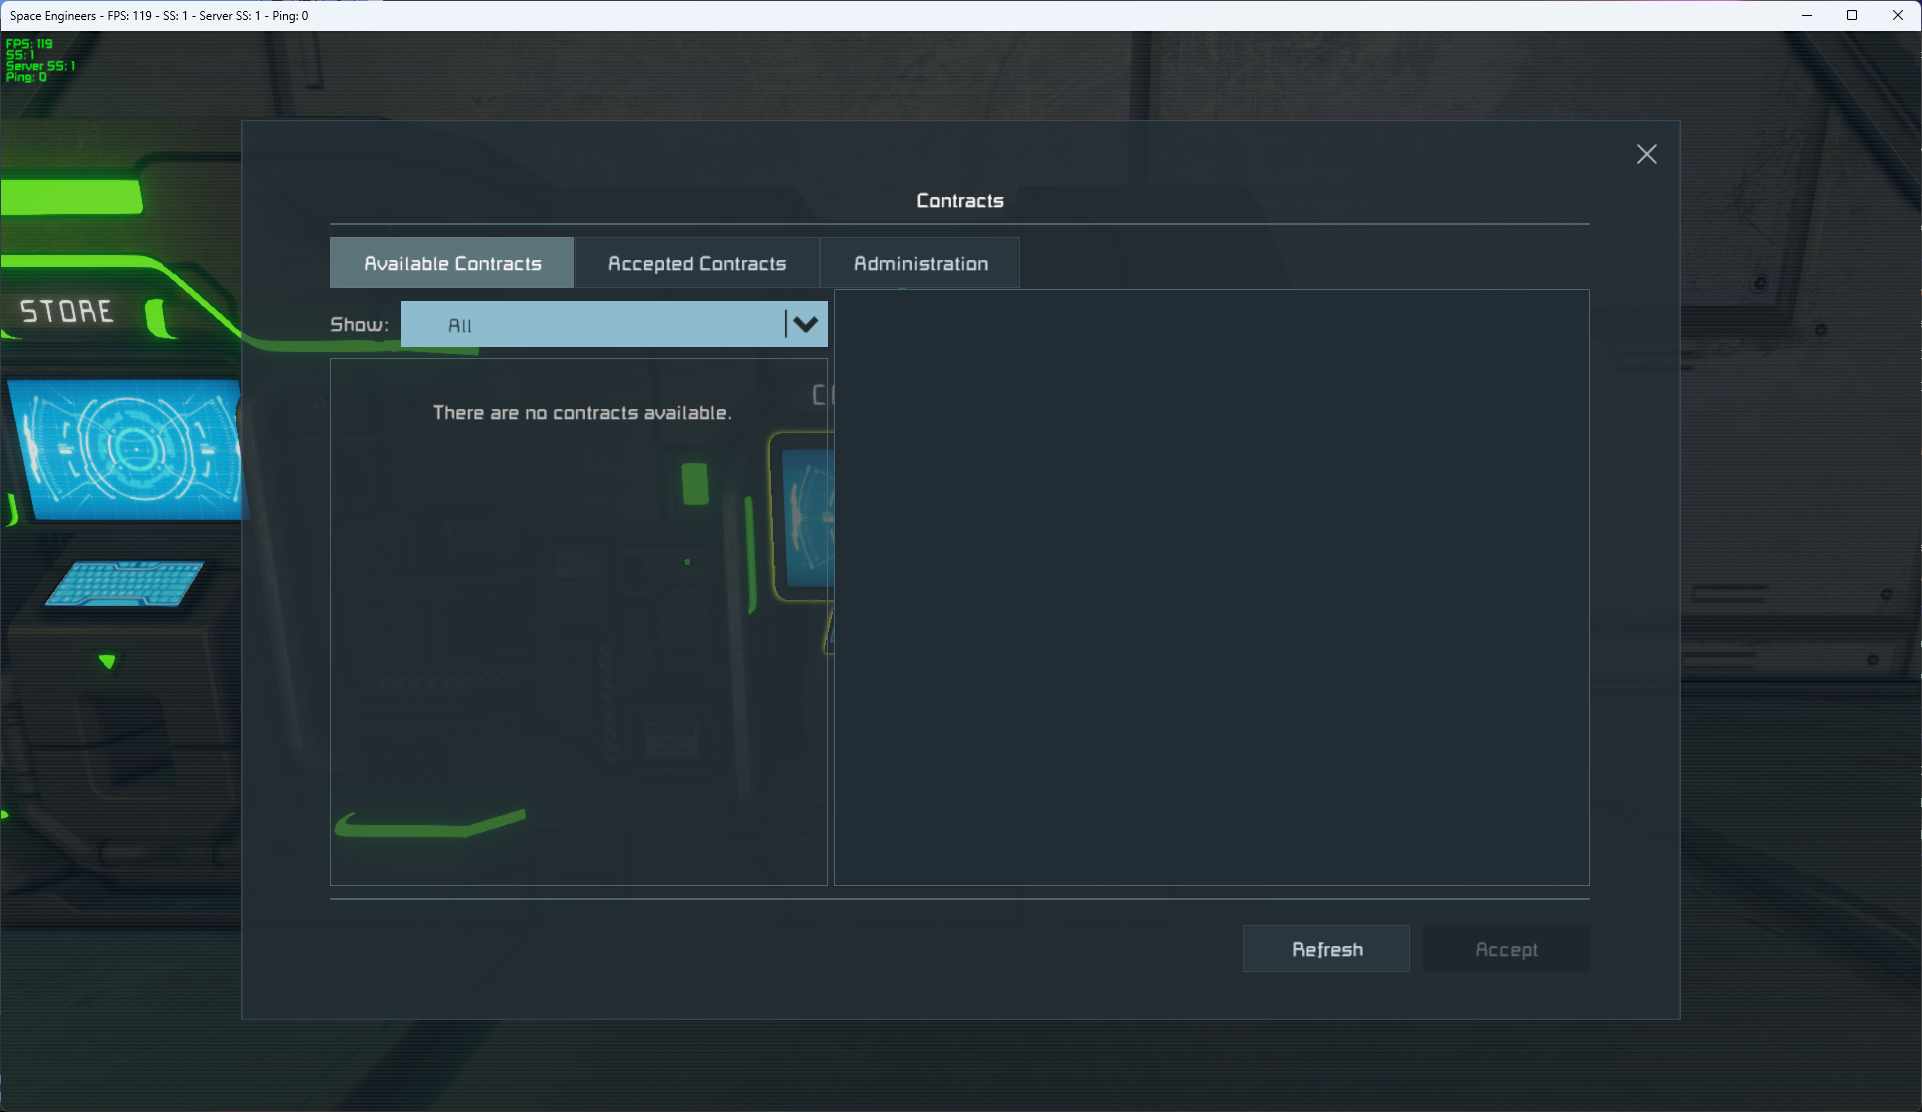 Space Engineers - FPS: 119 - SS: 1 - Server SS: 1 - Ping: 0
FPS: 119
SS: 1
Server SS: 1
Ping: 0
Contracts
Available Contracts
Accepted Contracts
Administration
STORE
Show:
All
There are no contracts available.
Refresh
Accept